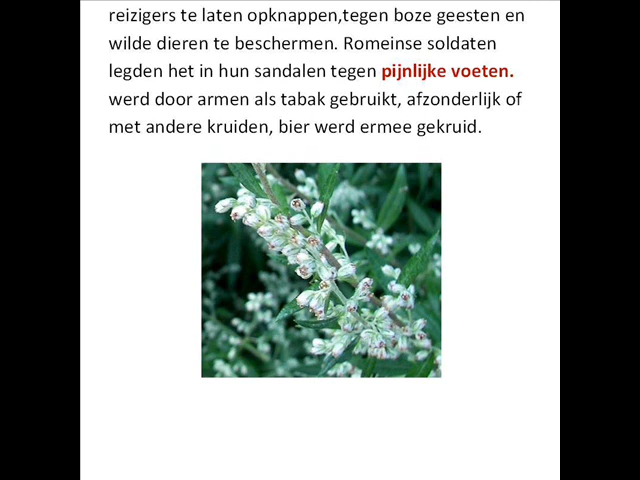 reizigers te laten opknappen,tegen boze geesten en
wilde dieren te beschermen. Romeinse soldaten
legden het in hun sandalen tegen pijnlijke voeten.
werd door armen als tabak gebruikt, afzonderlijk of
met andere kruiden, bier werd ermee gekruid.